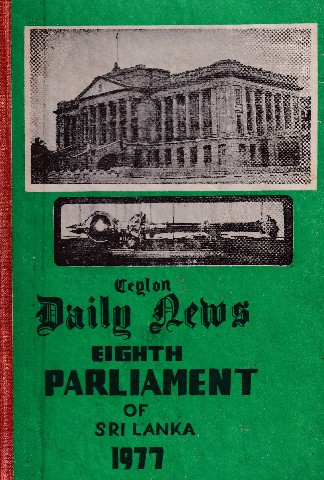 Ceylon
Daily News
EIGHTH
PARLIAMENT
OF
SRI LANKA
1977